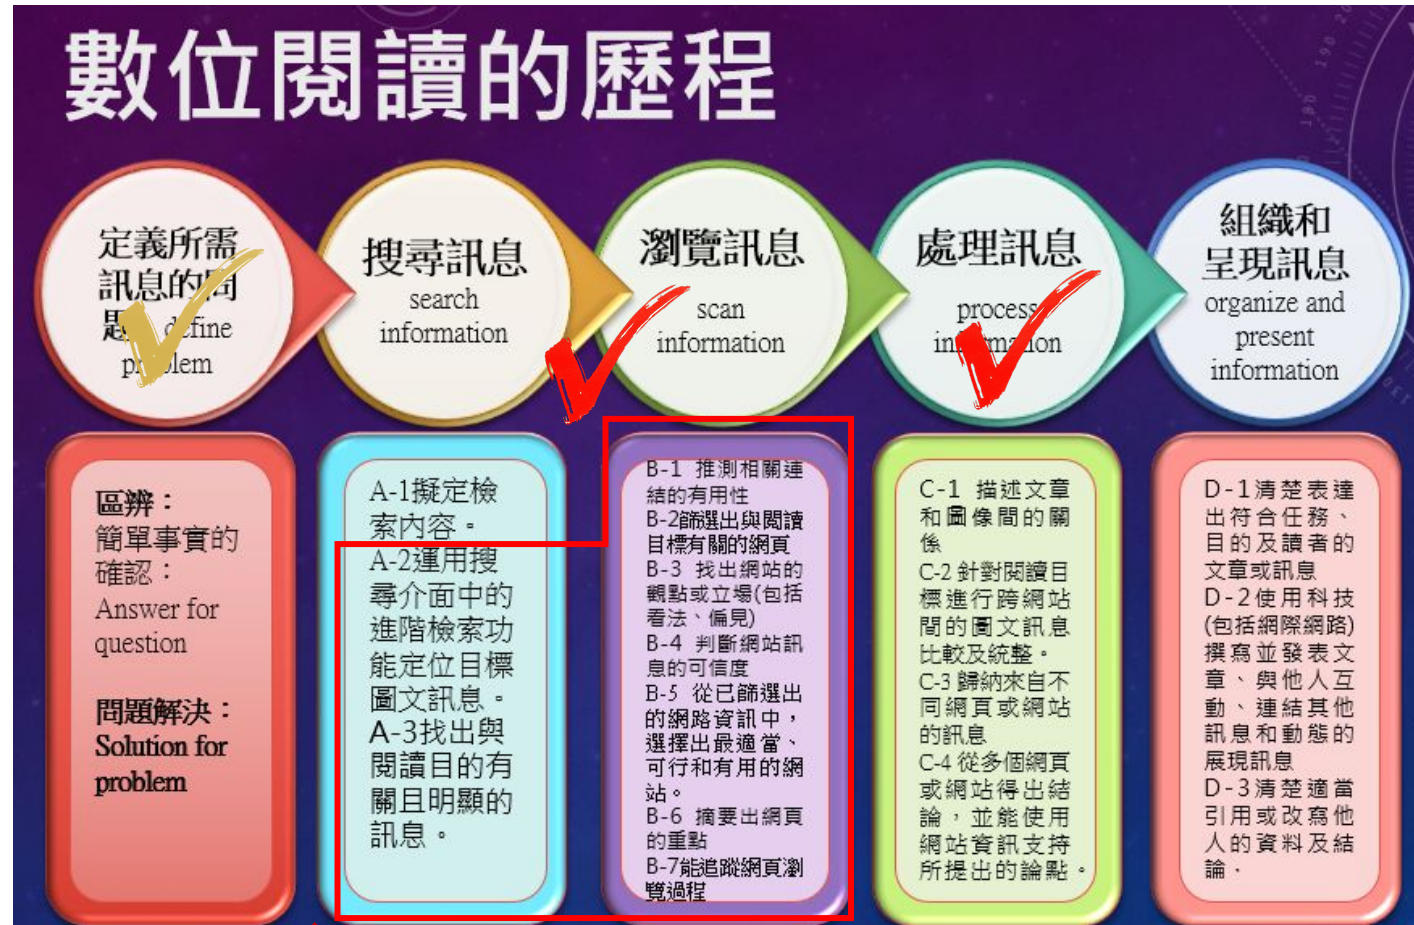 數位閱讀的歷程
定義所需
訊息的問
題 define
problem
搜尋訊息
search
information
瀏覽訊息
scan
information
處理訊息
process
information
組織和
呈現訊息
organize and
present
information
區辨：
簡單事實的
確認：
Answer for
question
問題解決：
Solution for
problem
A-1擬定檢
索內容。
A-2運用搜
尋介面中的
進階檢索功
能定位目標
圖文訊息。
A-3找出與
閱讀目的有
關且明顯的
訊息。
B-1 推測相關連
結的有用性
B-2篩選出與閱讀
目標有關的網頁
B-3 找出網站的
觀點或立場(包括
看法、偏見)
B-4 判斷網站訊
息的可信度
B-5 從已篩選出
的網路資訊中，
選擇出最適當、
可行和有用的網
站。
B-6 摘要出網頁
的重點
B-7能追蹤網頁瀏
覽過程
C-1 描述文章
和圖像間的關
係
C-2 針對閱讀目
標進行跨網站
間的圖文訊息
比較及統整。
C-3 歸納來自不
同網頁或網站
的訊息
C-4 從多個網頁
或網站得出結
論，並能使用
網站資訊支持
所提出的論點。
D-1清楚表達
出符合任務、
目的及讀者的
文章或訊息
D-2使用科技
(包括網際網路)
撰寫並發表文
章、與他人互
動、連結其他
訊息和動態的
展現訊息
D-3清楚適當
引用或改寫他
人的資料及結
論．